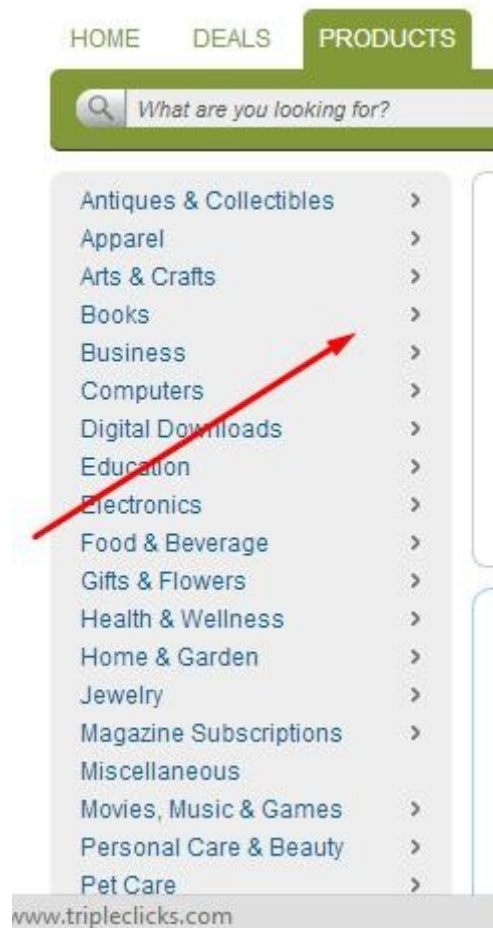 HOME DEALS PRODUCTS
What are you looking for?
Antiques & Collectibles
Apparel
Arts & Crafts
Books
Business
Computers
Digital Downloads
Education
Electronics
Food & Beverage
Gifts & Flowers
Health & Wellness
Home & Garden
Jewelry
Magazine Subscriptions
Miscellaneous
Movies, Music & Games
Personal Care & Beauty
Pet Care
www.tripleclicks.com